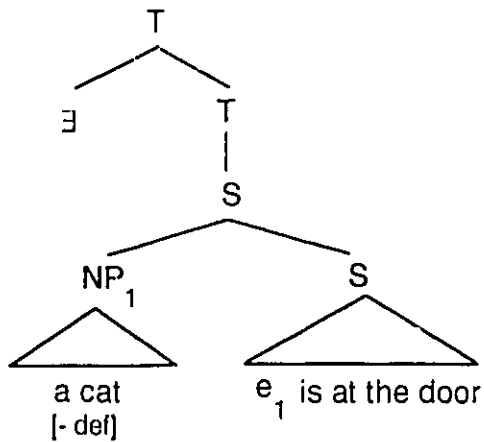 T
∃ T
S
NP₁ S
a cat e₁ is at the door
[- def]